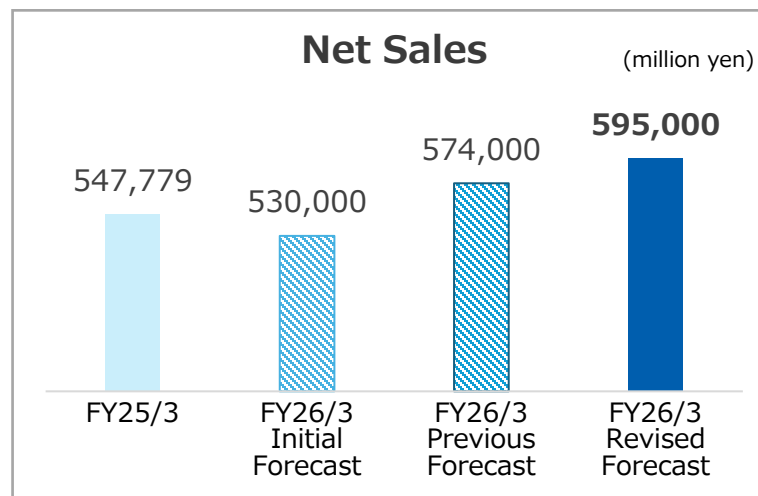 Net Sales
(million yen)
547,779
530,000
574,000
595,000
FY25/3
FY26/3
Initial
Forecast
FY26/3
Previous
Forecast
FY26/3
Revised
Forecast